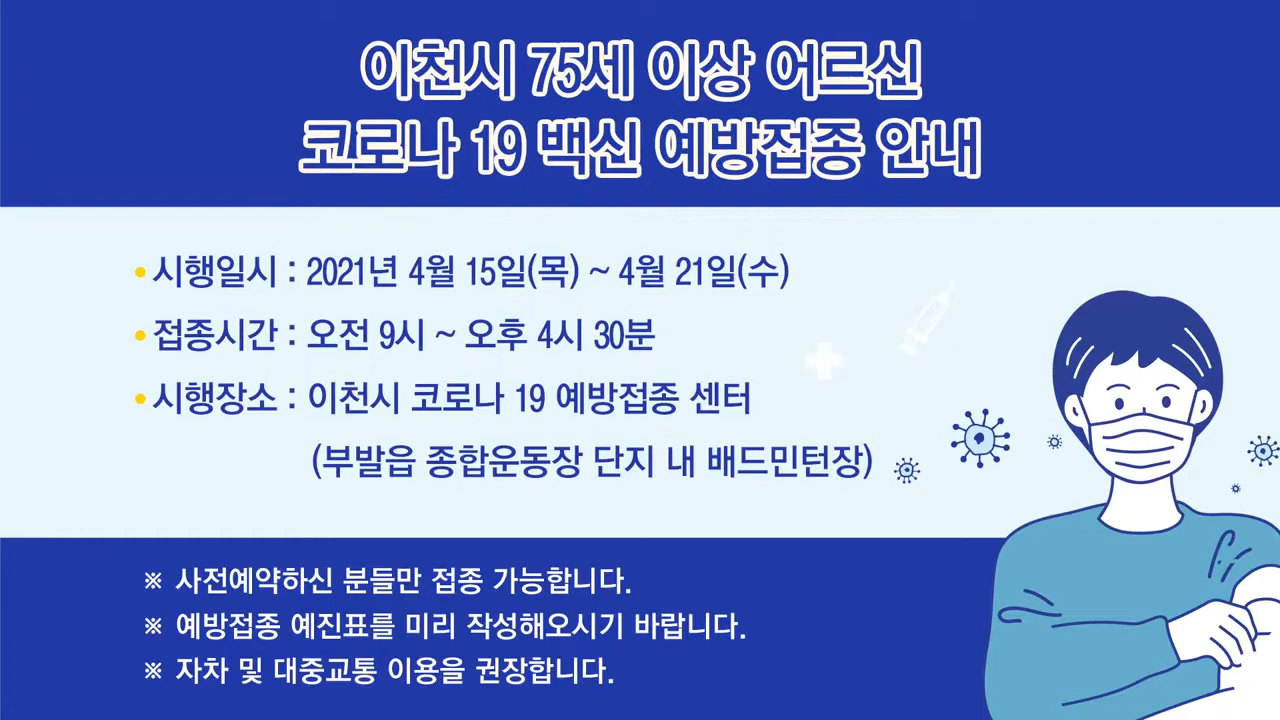 이천시 75세 이상 어르신
코로나 19 백신 예방접종 안내
• 시행일시 : 2021년 4월 15일(목) ~ 4월 21일(수)
• 접종시간 : 오전 9시 ~ 오후 4시 30분
• 시행장소 : 이천시 코로나 19 예방접종 센터
(부발읍 종합운동장 단지 내 배드민턴장)
※ 사전예약하신 분들만 접종 가능합니다.
※ 예방접종 예진표를 미리 작성해오시기 바랍니다.
※ 자차 및 대중교통 이용을 권장합니다.